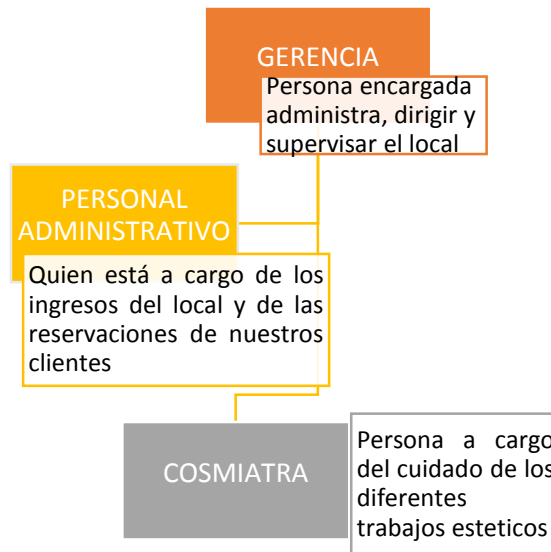 GERENCIA
Persona encargada
administra, dirigir y
supervisar el local
PERSONAL
ADMINISTRATIVO
Quien está a cargo de los
ingresos del local y de las
reservaciones de nuestros
clientes
COSMIATRA
Persona a cargo
del cuidado de los
diferentes
trabajos esteticos